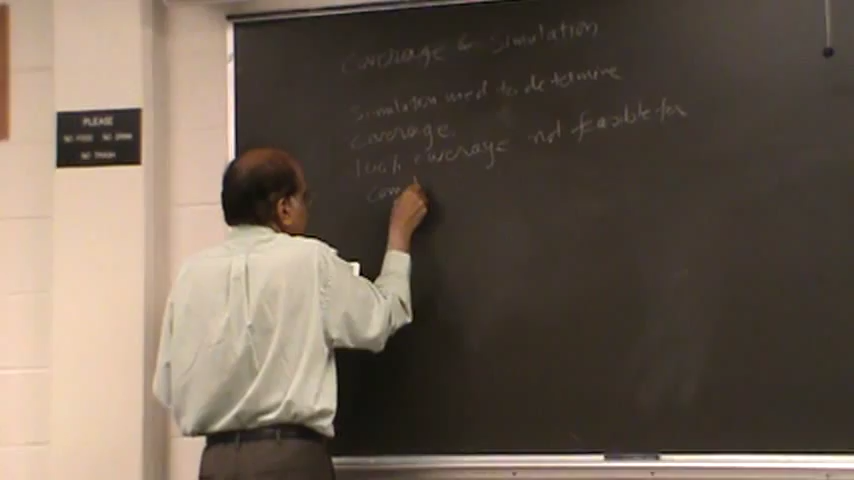 PLEASE
NO FOOD NO DRINK
NO TRASH
Coverage & Simulation
Simulation used to determine
coverage.
100% coverage not feasible for
com